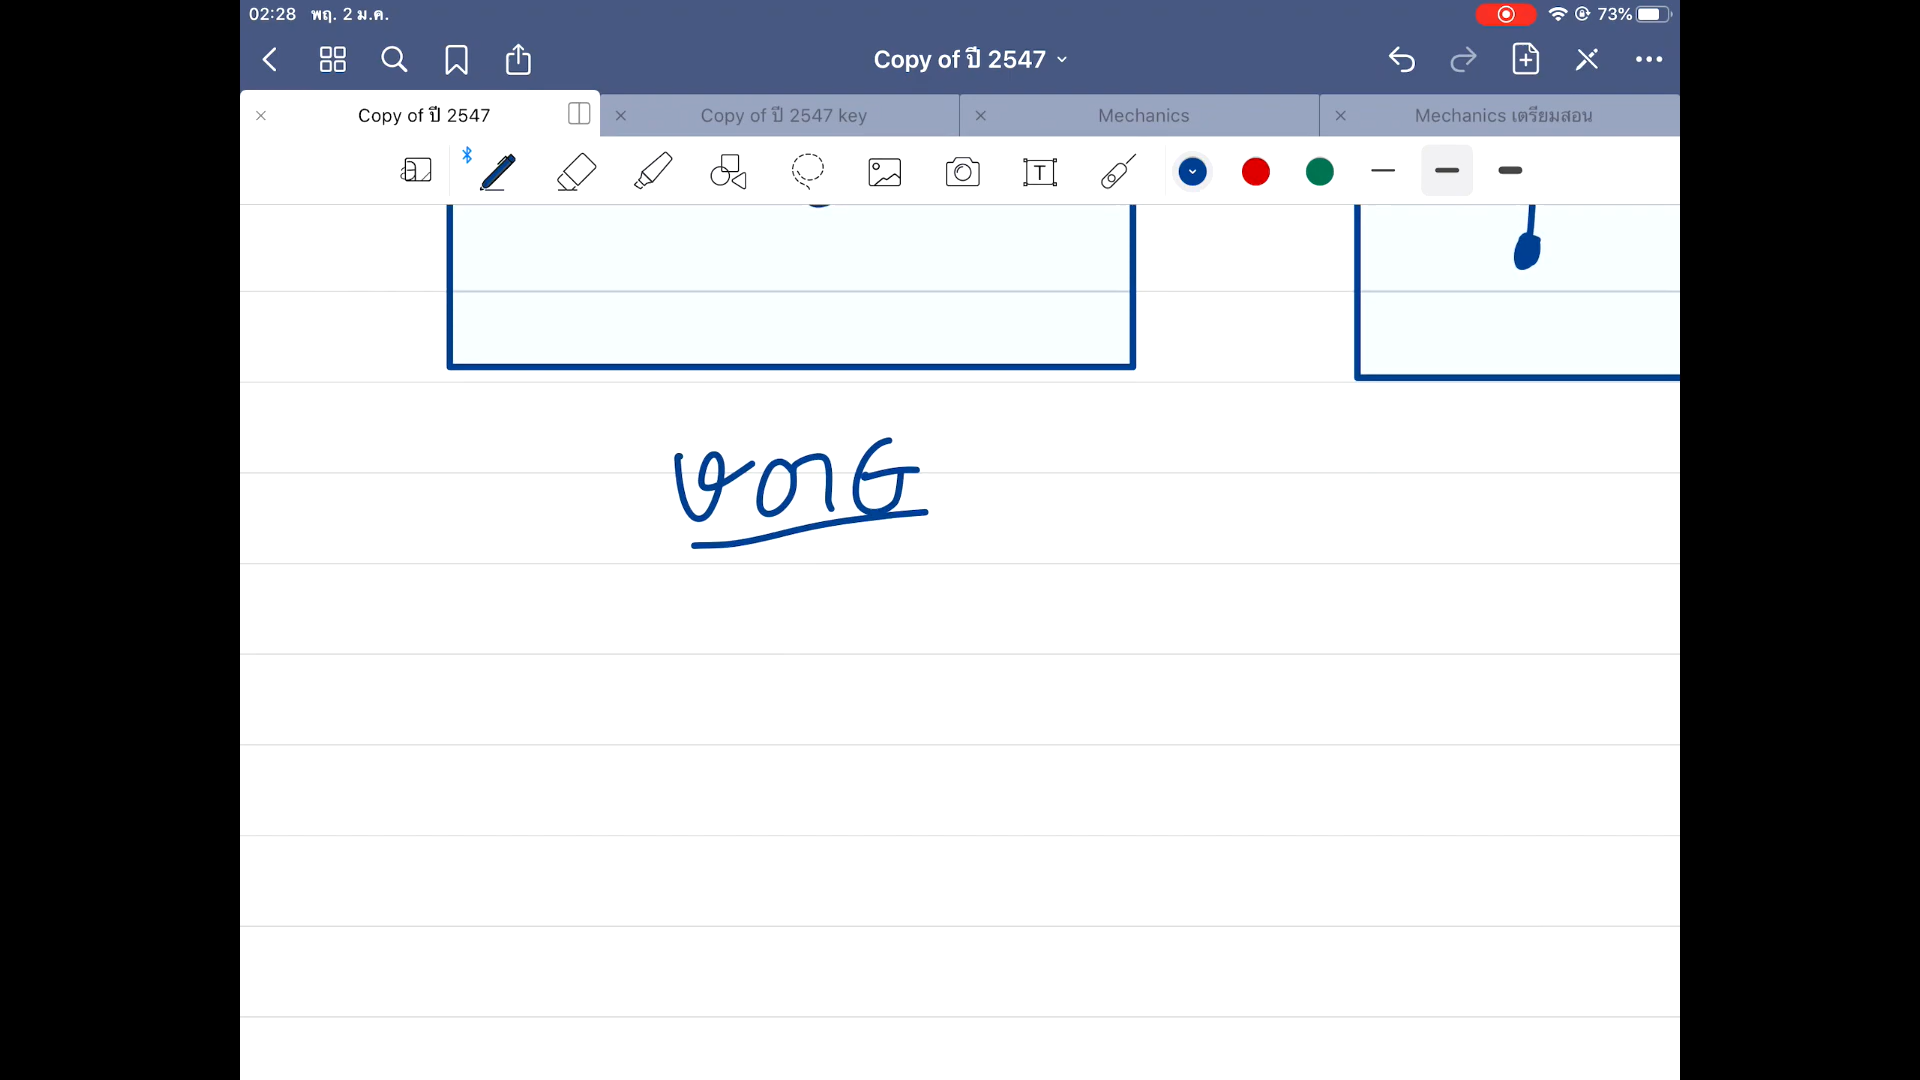 02:28 พฤ. 2 ม.ค.
73%
Copy of ปี 2547
Copy of ปี 2547
Copy of ปี 2547 key
Mechanics
Mechanics เตรียมสอน
T